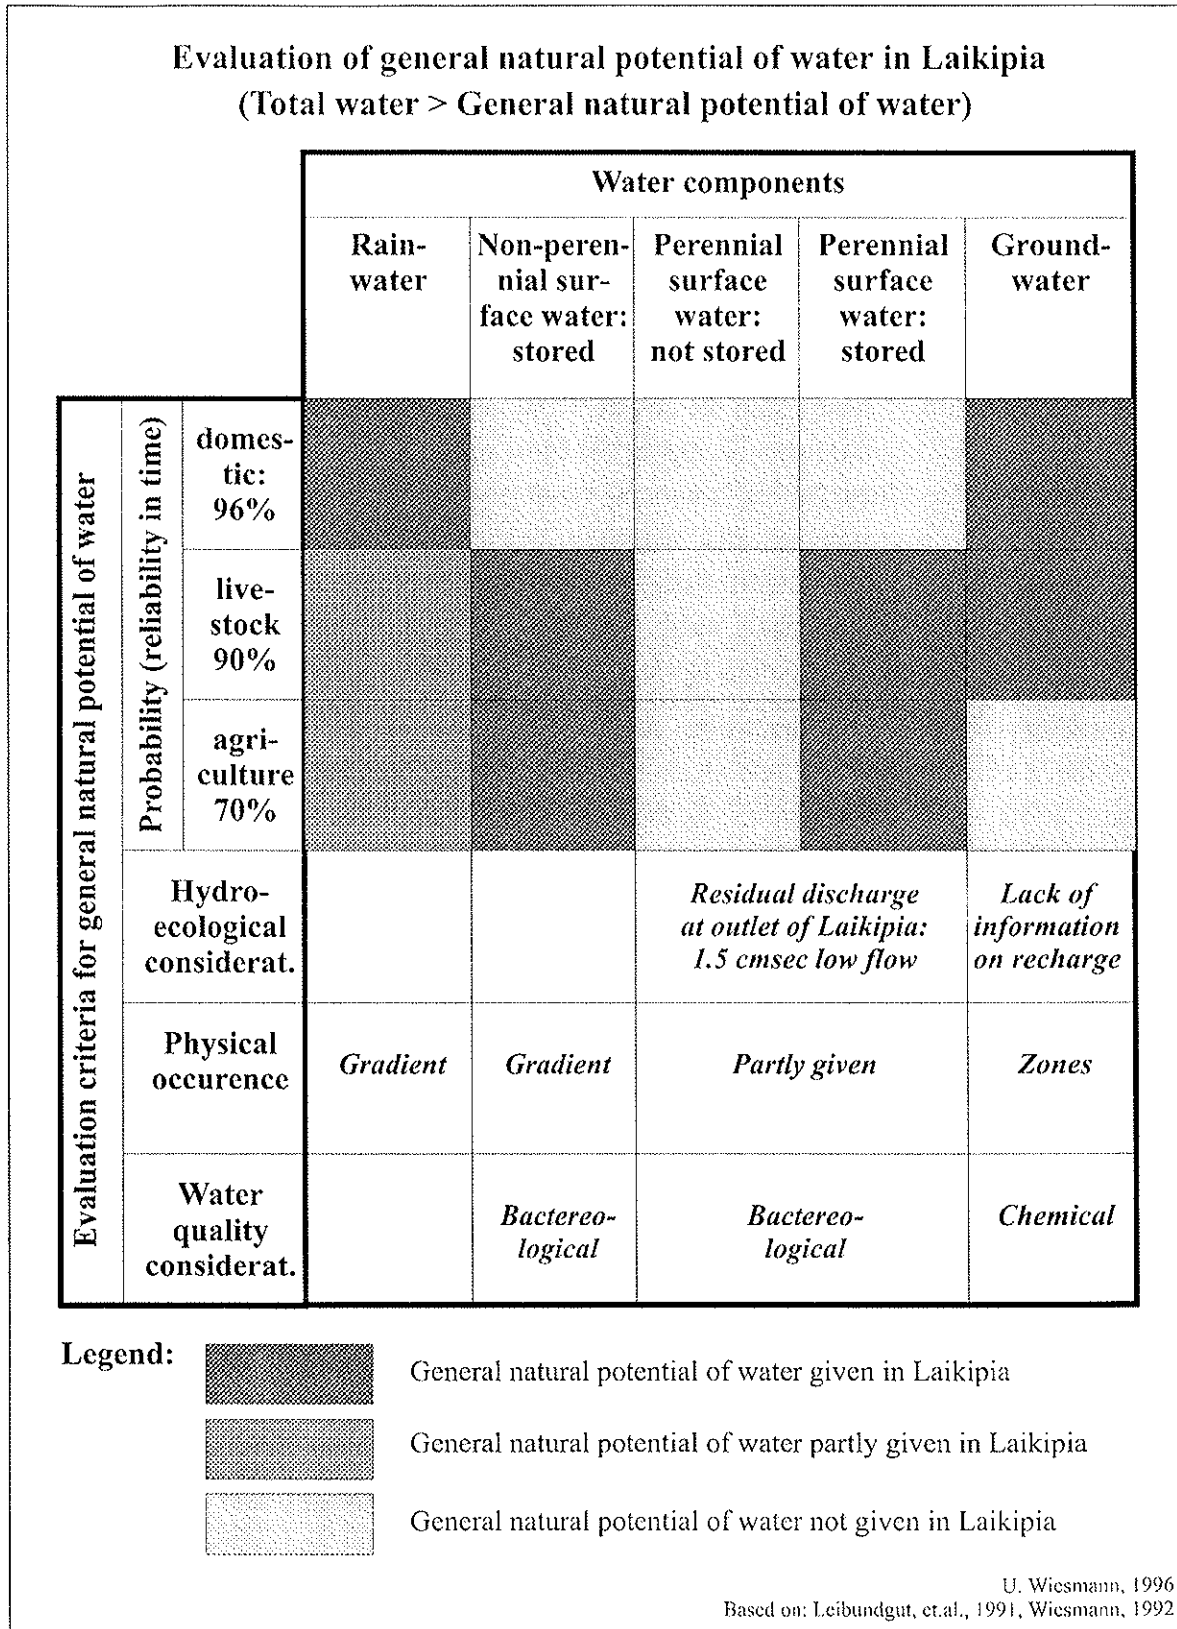 Evaluation of general natural potential of water in Laikipia
(Total water > General natural potential of water)
Water components
Rain-
water
Non-peren-
nial sur-
face water:
stored
Perennial
surface
water:
not stored
Perennial
surface
water:
stored
Ground-
water
Evaluation criteria for general natural potential of water
Probability (reliability in time)
domes-
tic:
96%
live-
stock
90%
agri-
culture
70%
Hydro-
ecological
considerat.
Residual discharge
at outlet of Laikipia:
1.5 cmsec low flow
Lack of
information
on recharge
Physical
occurence
Gradient
Gradient
Partly given
Zones
Water
quality
considerat.
Bactereo-
logical
Bactereo-
logical
Chemical
Legend:
General natural potential of water given in Laikipia
General natural potential of water partly given in Laikipia
General natural potential of water not given in Laikipia
U. Wiesmann, 1996
Based on: Leibundgut, et.al., 1991, Wiesmann, 1992